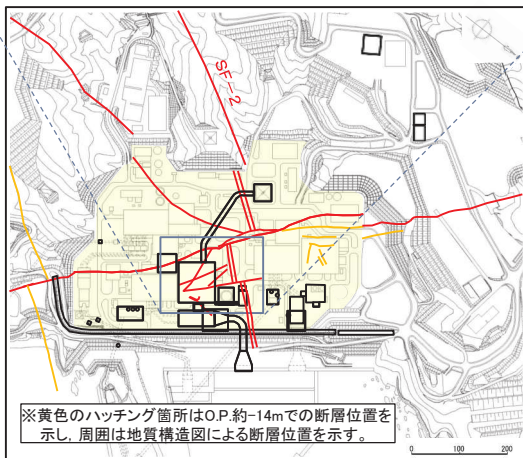 SF-2
※黄色のハッチング箇所はO.P.約-14mでの断層位置を
示し，周囲は地質構造図による断層位置を示す。
0 100 200